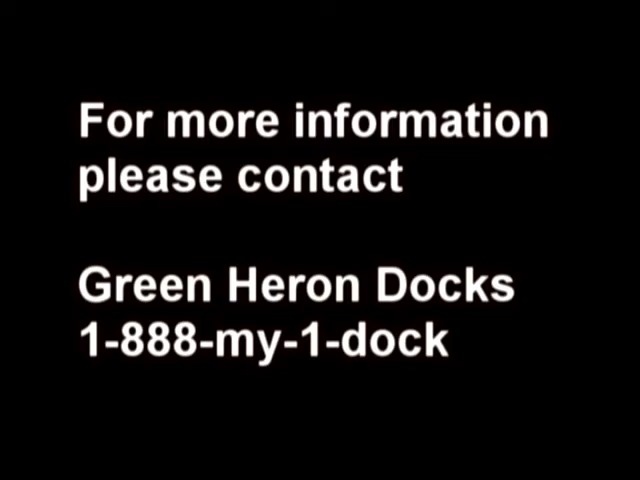 For more information
please contact
Green Heron Docks
1-888-my-1-dock